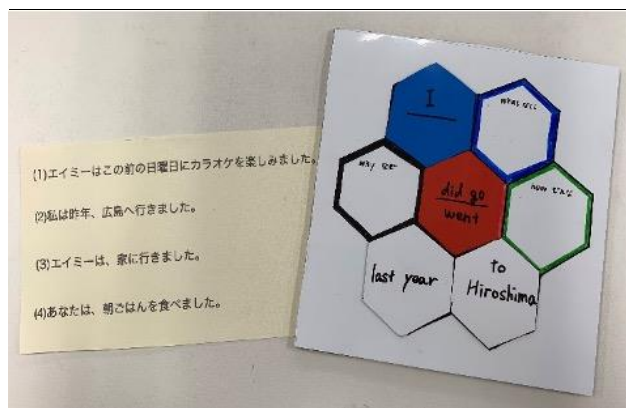 (1)エイミーはこの前の日曜日にカラオケを楽しみました。
(2)私は昨年、広島へ行きました。
(3)エイミーは、家に行きました。
(4)あなたは、朝ごはんを食べました。
I
did go
went
last year
to
Hiroshima